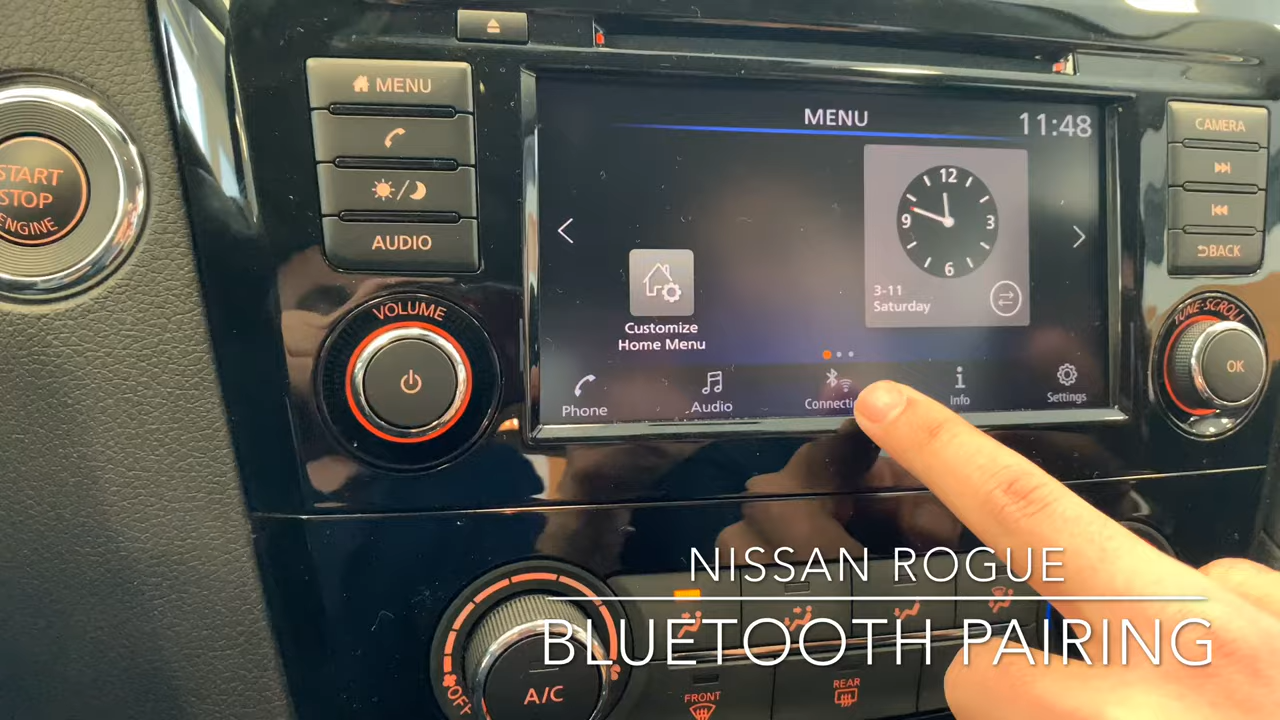 START
STOP
ENGINE
MENU
AUDIO
VOLUME
MENU
11:48
12
3
6
9
3-11
Saturday
Customize
Home Menu
Phone
Audio
Info
Settings
CAMERA
BACK
TUNE·SCROLL
OK
NISSAN ROGUE
BLUETOOTH PAIRING
OFF
A/C
FRONT
REAR